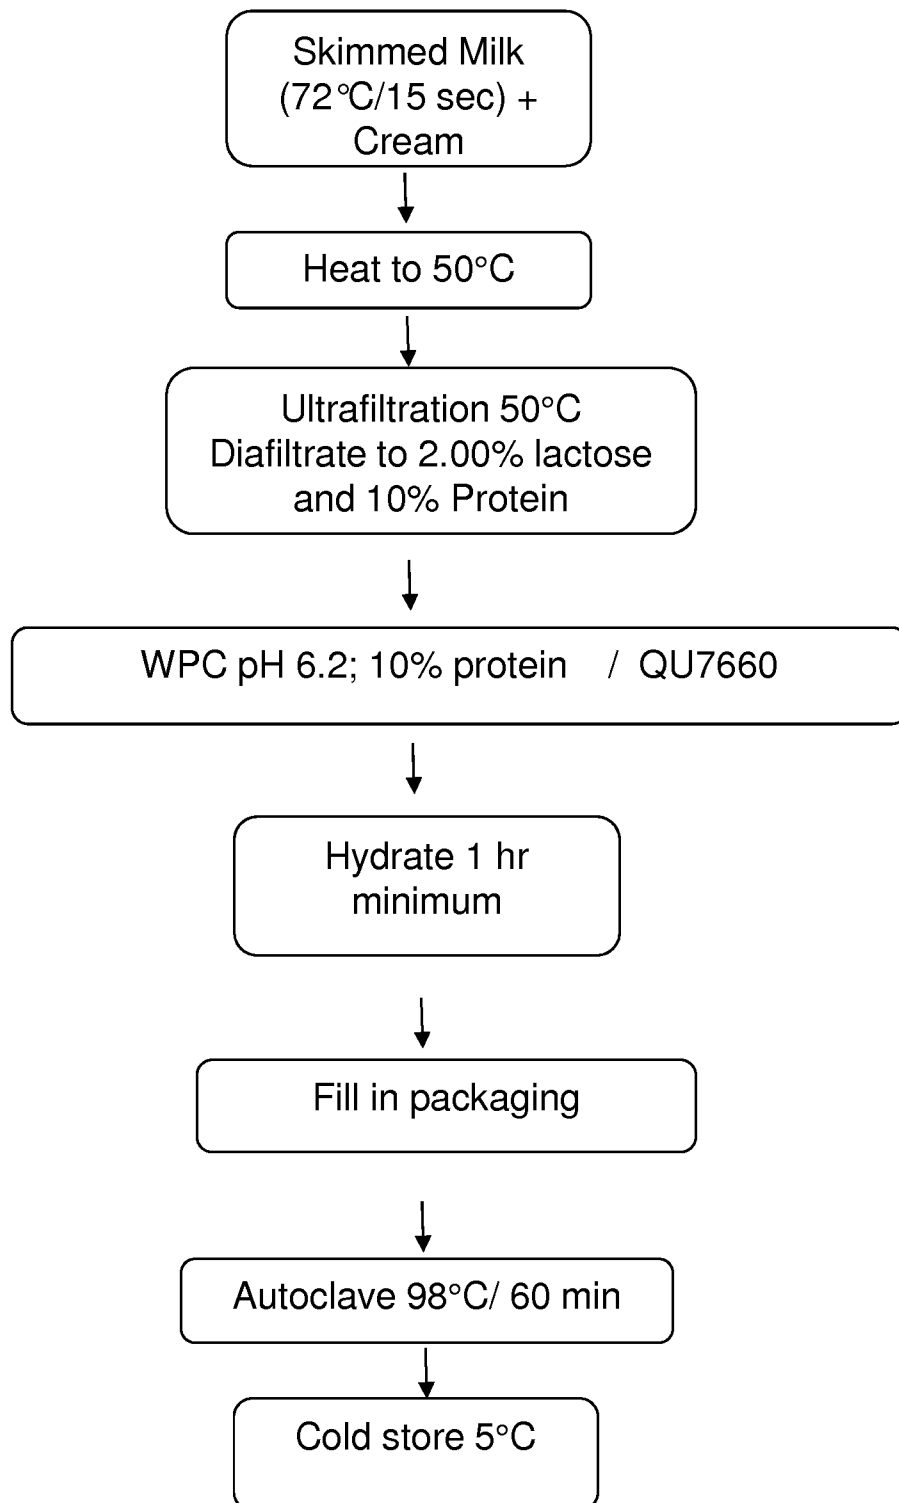 Skimmed Milk
(72°C/15 sec) +
Cream
Heat to 50°C
Ultrafiltration 50°C
Diafiltrate to 2.00% lactose
and 10% Protein
WPC pH 6.2; 10% protein / QU7660
Hydrate 1 hr
minimum
Fill in packaging
Autoclave 98°C/ 60 min
Cold store 5°C